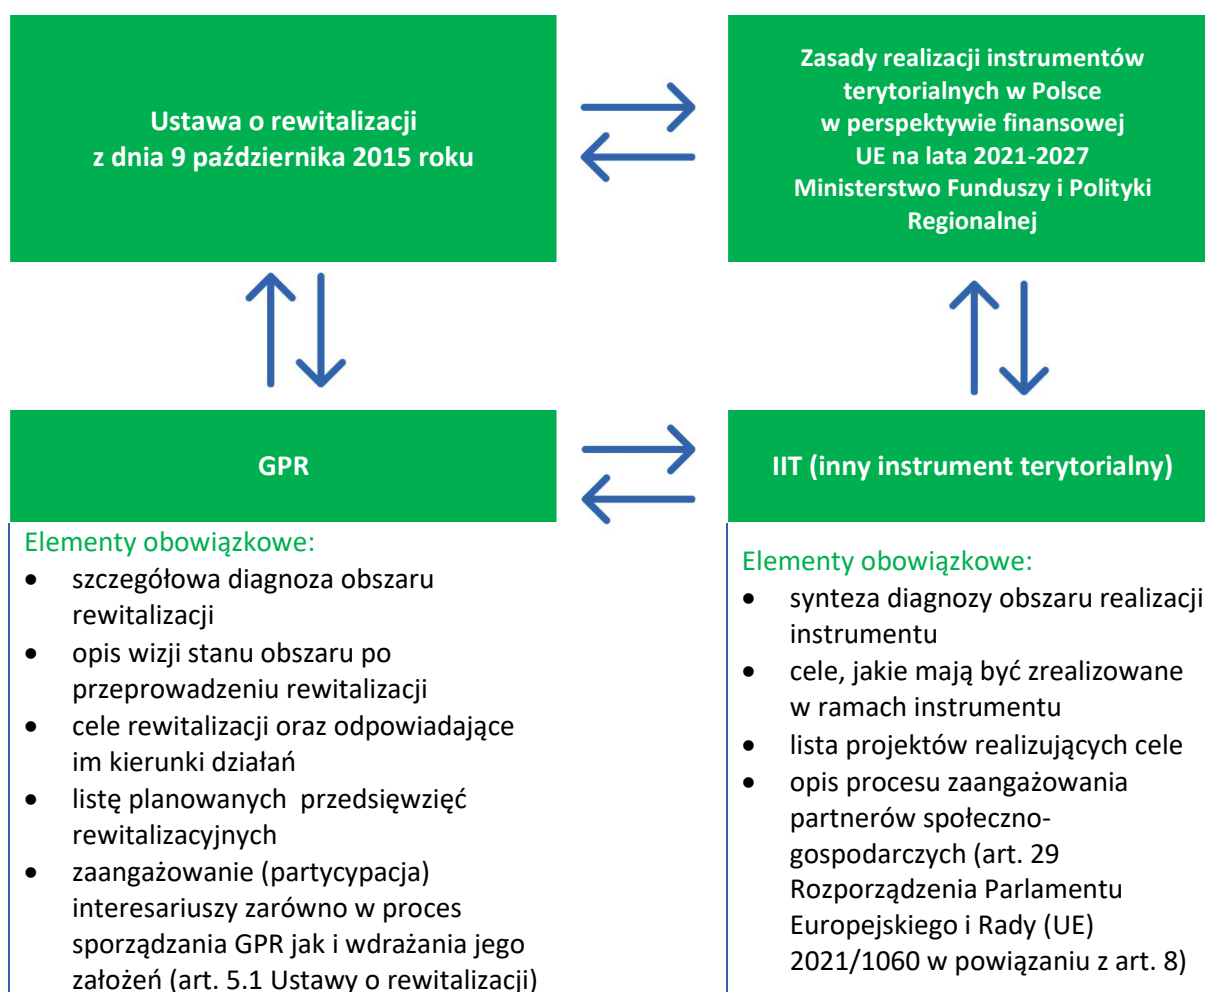 Ustawa o rewitalizacji
z dnia 9 października 2015 roku
Zasady realizacji instrumentów
terytorialnych w Polsce
w perspektywie finansowej
UE na lata 2021-2027
Ministerstwo Funduszy i Polityki
Regionalnej
GPR
IIT (inny instrument terytorialny)
Elementy obowiązkowe:
• szczegółowa diagnoza obszaru
rewitalizacji
• opis wizji stanu obszaru po
przeprowadzeniu rewitalizacji
• cele rewitalizacji oraz odpowiadające
im kierunki działań
• listę planowanych przedsięwzięć
rewitalizacyjnych
• zaangażowanie (partycypacja)
interesariuszy zarówno w proces
sporządzania GPR jak i wdrażania jego
założeń (art. 5.1 Ustawy o rewitalizacji)
Elementy obowiązkowe:
• synteza diagnozy obszaru realizacji
instrumentu
• cele, jakie mają być zrealizowane
w ramach instrumentu
• lista projektów realizujących cele
• opis procesu zaangażowania
partnerów społeczno-
gospodarczych (art. 29
Rozporządzenia Parlamentu
Europejskiego i Rady (UE)
2021/1060 w powiązaniu z art. 8)